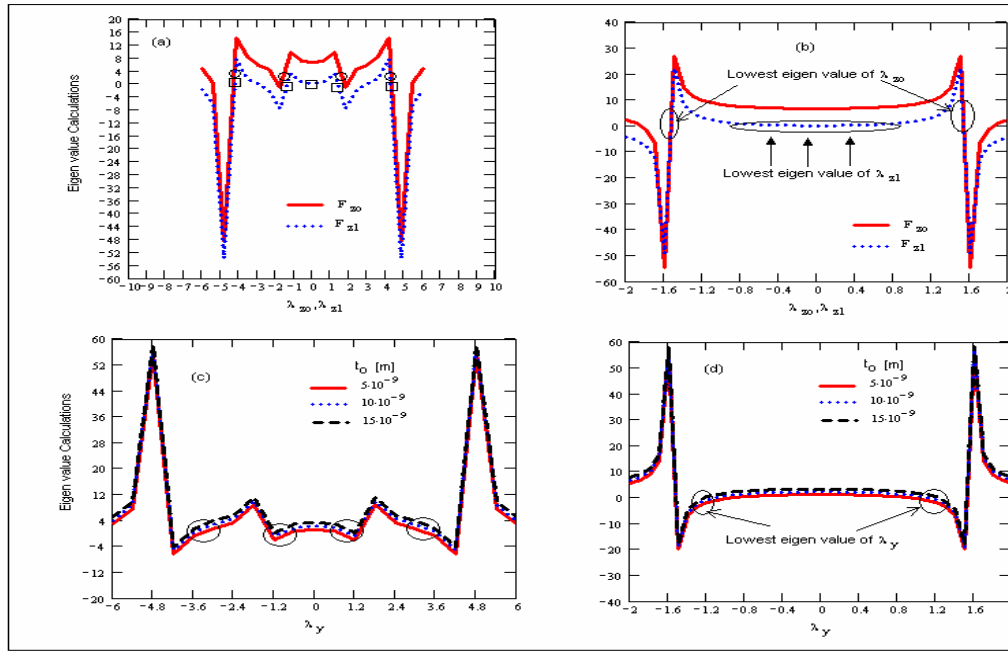 20
16
12
8
4
0
-4
-8
-12
-16
-20
-24
-28
-32
-36
-40
-44
-48
-52
-56
-60
Eigen value Calculations
(a)
F zo
F z1
-10 -9 -8 -7 -6 -5 -4 -3 -2 -1 0 1 2 3 4 5 6 7 8 9 10
λ zo, λ z1
40
30
20
10
0
-10
-20
-30
-40
-50
-60
(b)
Lowest eigen value of λ zo
Lowest eigen value of λ z1
F zo
F z1
-2 -1.6 -1.2 -0.8 -0.4 0 0.4 0.8 1.2 1.6 2
λ zo, λ z1
60
52
44
36
28
20
12
4
-4
-12
-20
Eigen value Calculations
(c)
to [m]
5·10⁻⁹
10·10⁻⁹
15·10⁻⁹
-6 -4.8 -3.6 -2.4 -1.2 0 1.2 2.4 3.6 4.8 6
λ y
60
50
40
30
20
10
0
-10
-20
-30
-40
(d)
to [m]
5·10⁻⁹
10·10⁻⁹
15·10⁻⁹
Lowest eigen value of λ y
-2 -1.6 -1.2 -0.8 -0.4 0 0.4 0.8 1.2 1.6 2
λ y